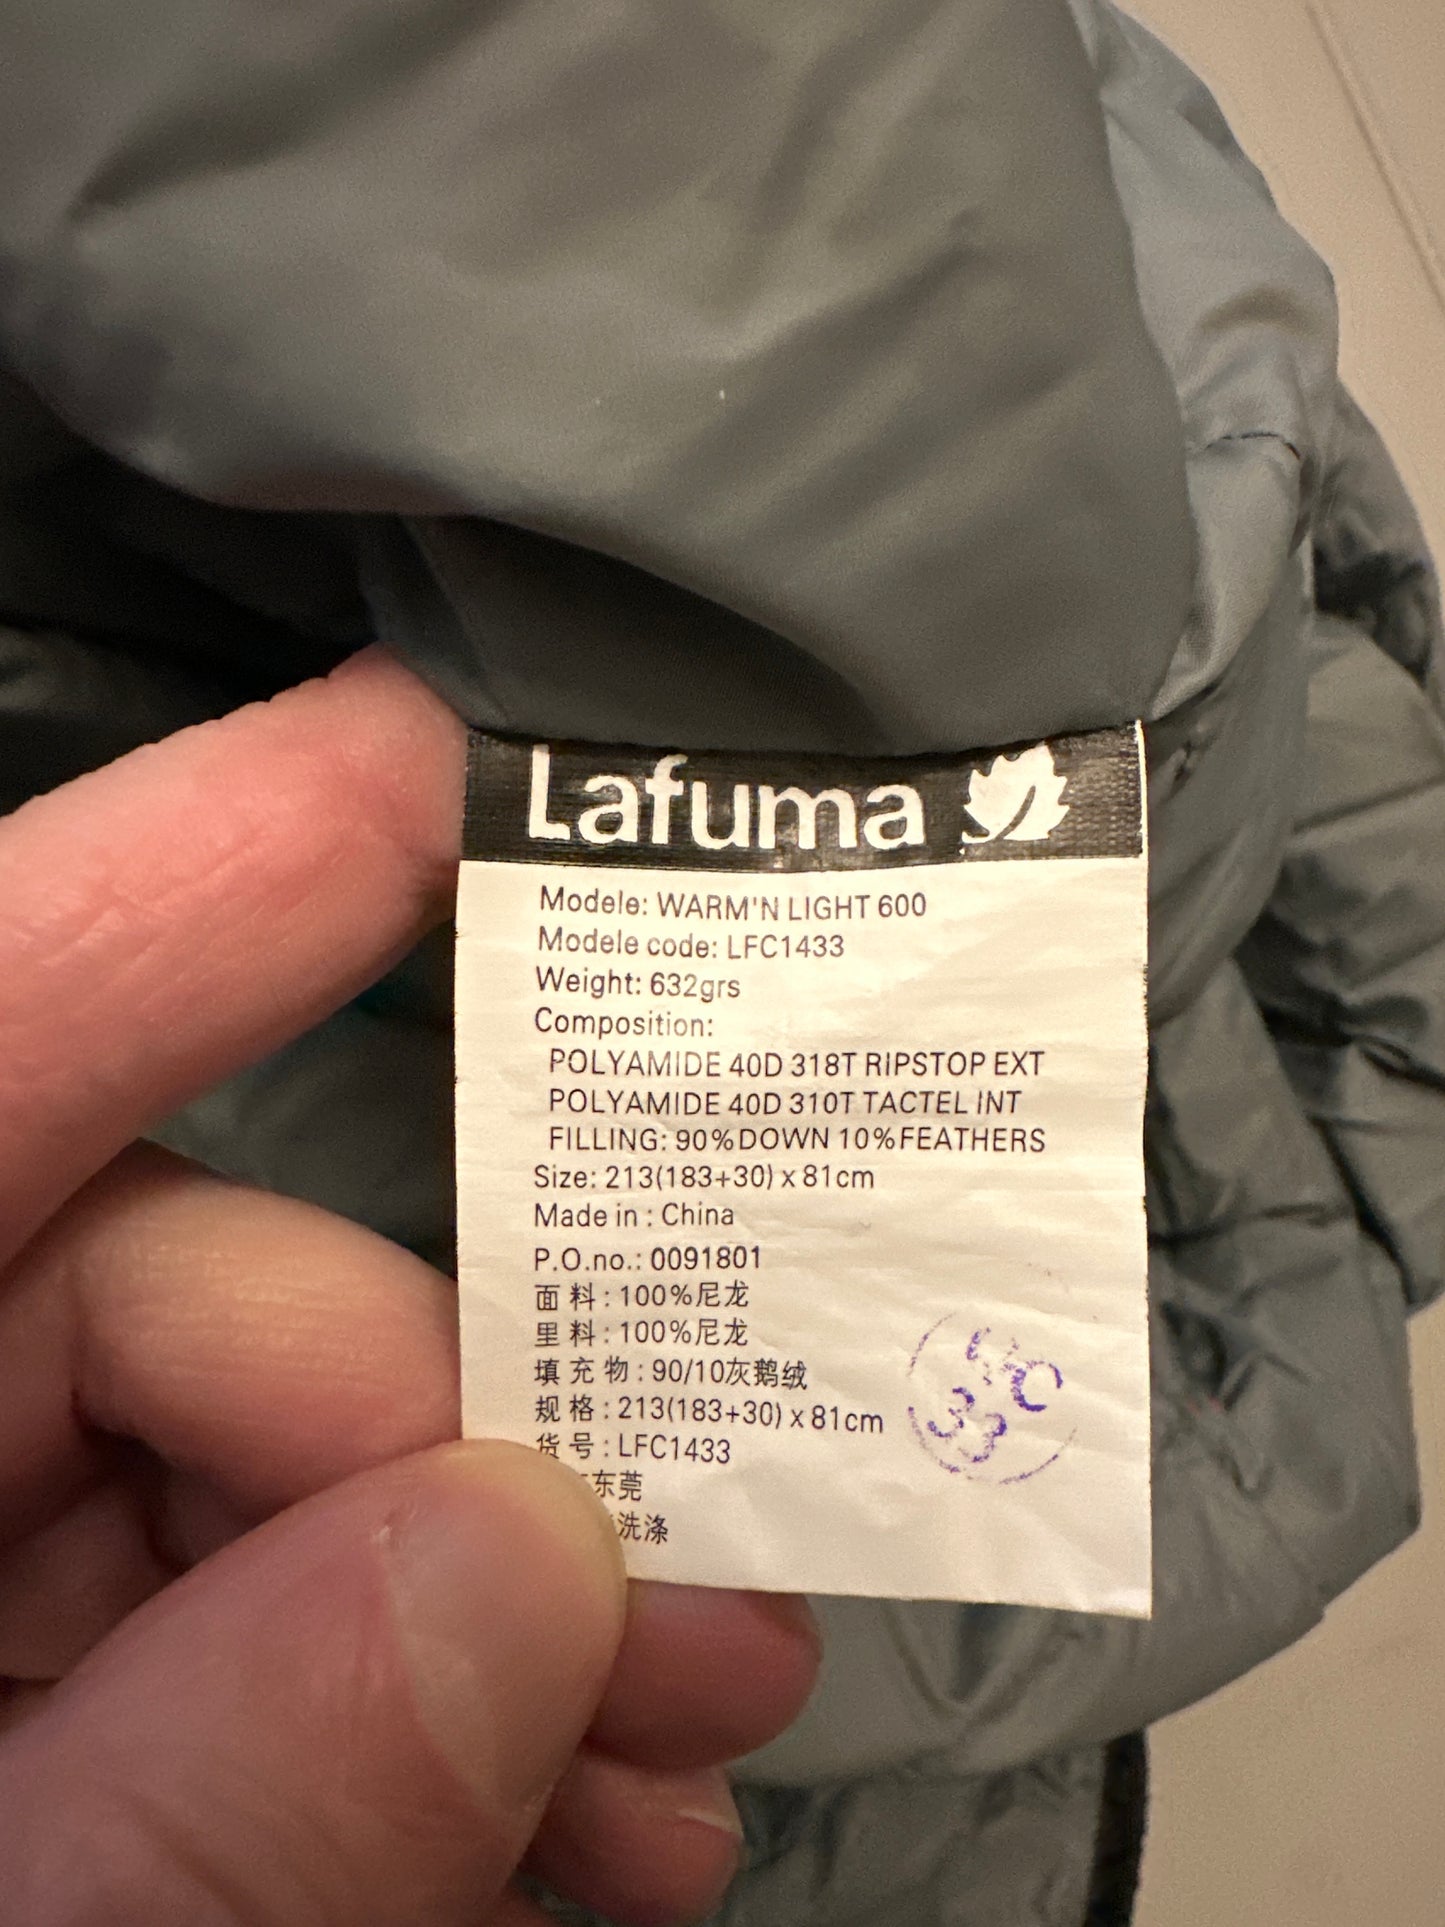 Lafuma
Modele: WARM'N LIGHT 600
Modele code: LFC1433
Weight: 632grs
Composition:
POLYAMIDE 40D 318T RIPSTOP EXT
POLYAMIDE 40D 310T TACTEL INT
FILLING: 90%DOWN 10%FEATHERS
Size: 213(183+30) x 81cm
Made in : China
P.O.no.: 0091801
面 料 : 100%尼龙
里 料 : 100%尼龙
填 充 物 : 90/10灰鹅绒
规 格 : 213(183+30) x 81cm
货 号 : LFC1433
东莞
洗涤
33